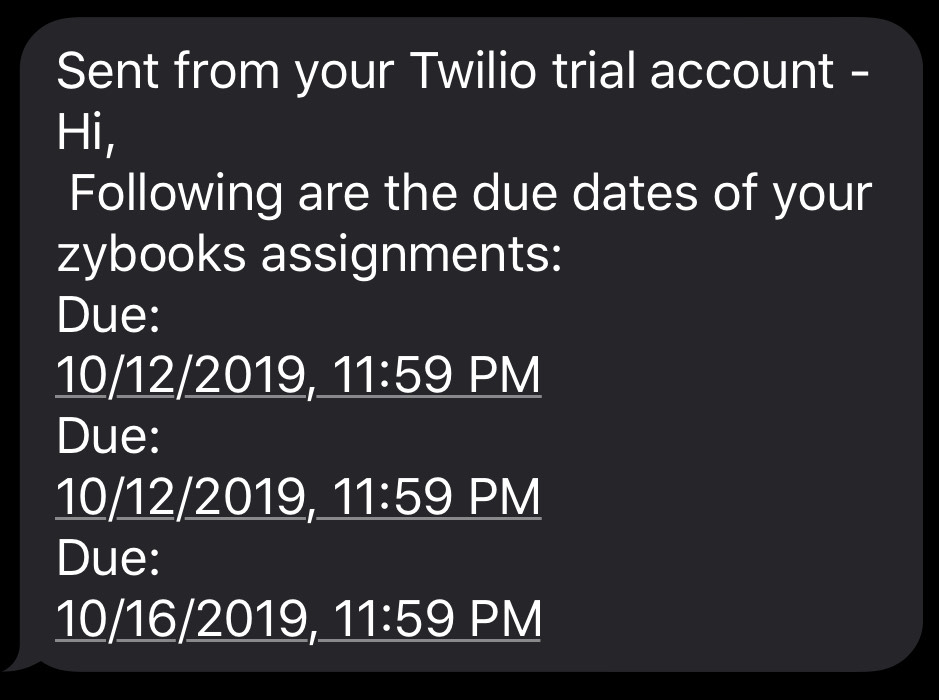 Sent from your Twilio trial account -
Hi,
Following are the due dates of your
zybooks assignments:
Due:
10/12/2019, 11:59 PM
Due:
10/12/2019, 11:59 PM
Due:
10/16/2019, 11:59 PM